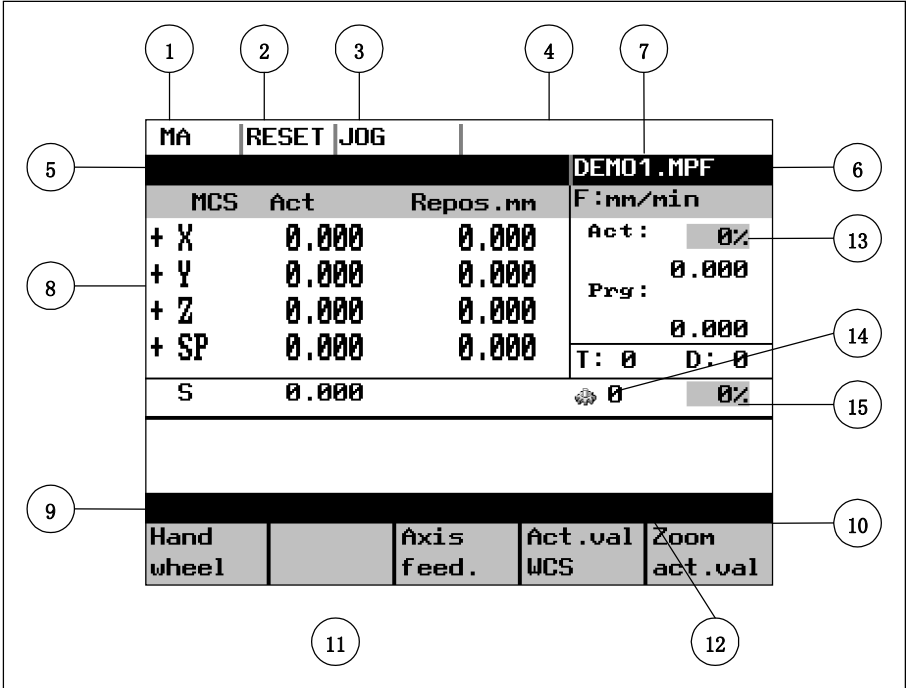 1 2 3 4 7
MA RESET JOG
5 DEMO1.MPF 6
MCS Act Repos.mm F:mm/min
+ X 0.000 0.000 Act: 0% 13
+ Y 0.000 0.000 0.000
8
+ Z 0.000 0.000 Prg:
0.000 14
+ SP 0.000 0.000 T: 0 D: 0
S 0.000 0 0% 15
9 10
Hand Axis Act.val Zoom
wheel feed. WCS act.val
11 12